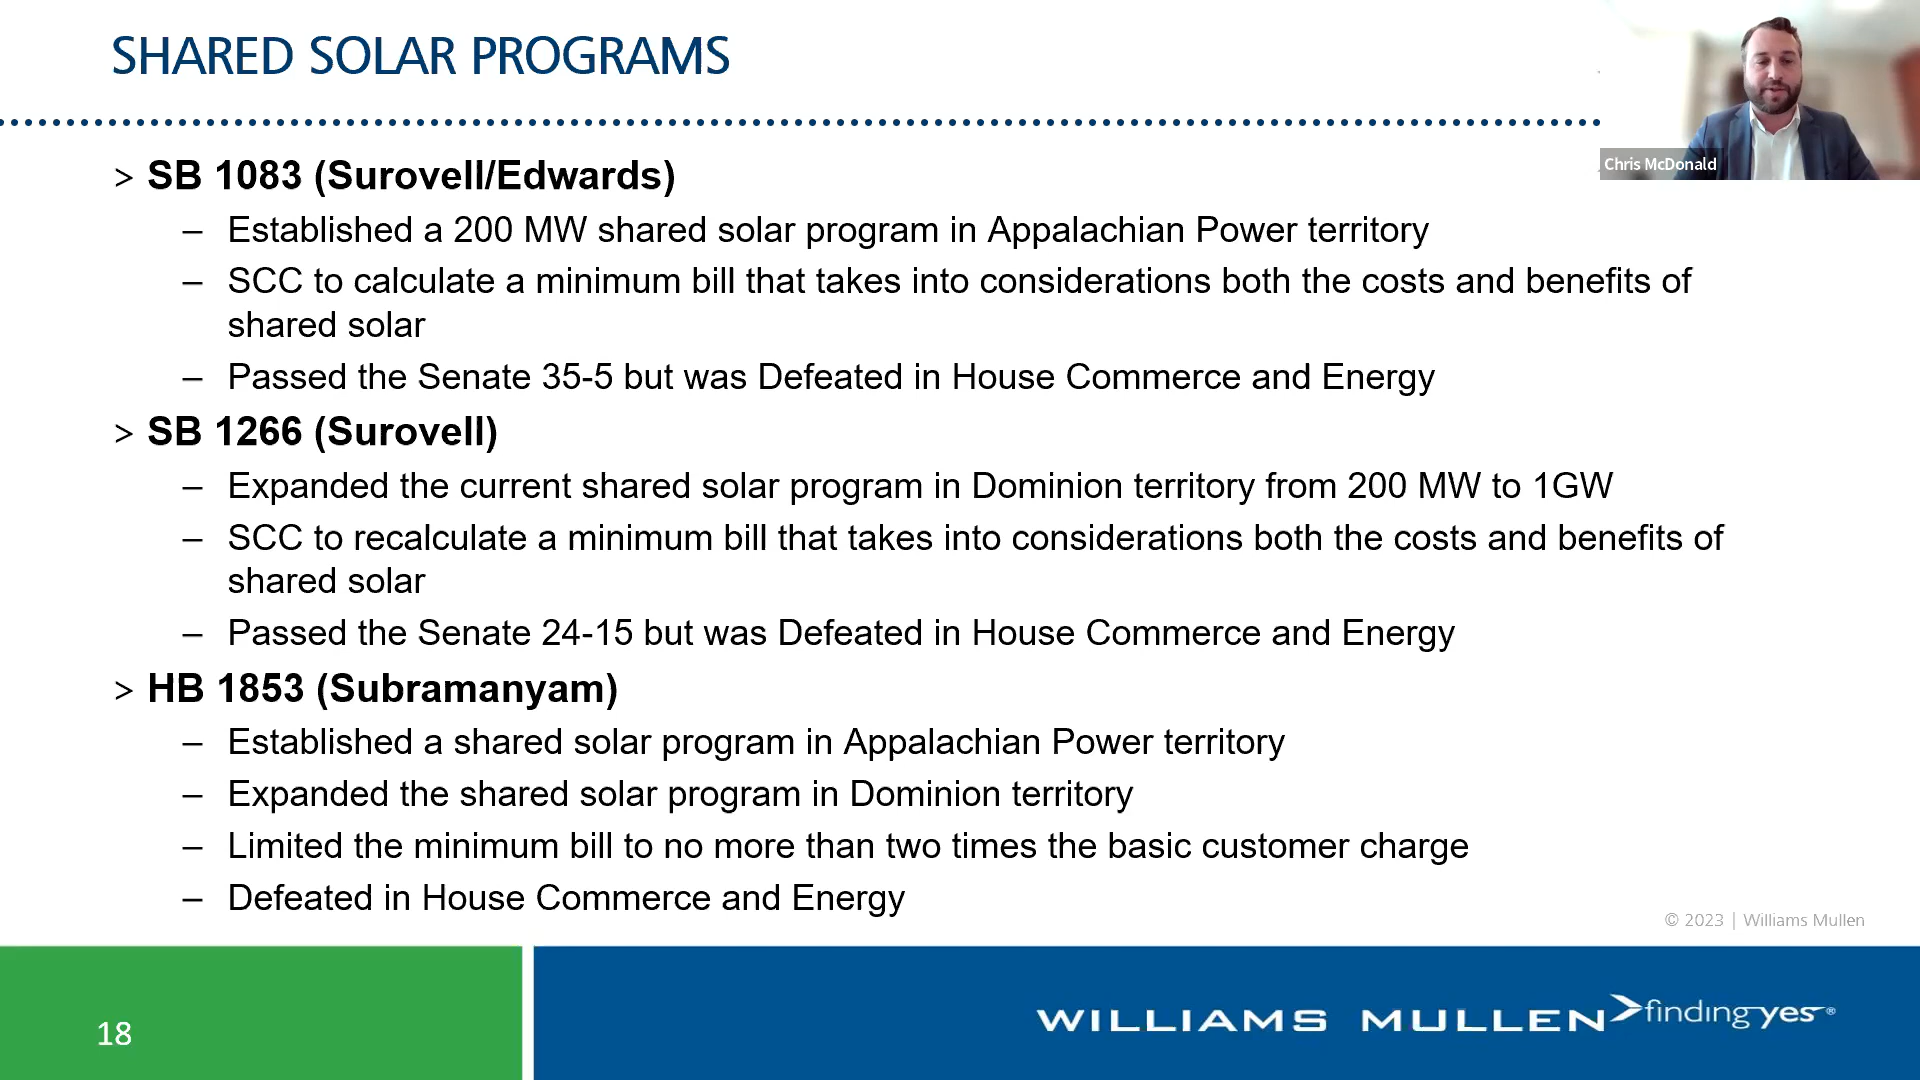 SHARED SOLAR PROGRAMS
Chris McDonald
> SB 1083 (Surovell/Edwards)
– Established a 200 MW shared solar program in Appalachian Power territory
– SCC to calculate a minimum bill that takes into considerations both the costs and benefits of
shared solar
– Passed the Senate 35-5 but was Defeated in House Commerce and Energy
> SB 1266 (Surovell)
– Expanded the current shared solar program in Dominion territory from 200 MW to 1GW
– SCC to recalculate a minimum bill that takes into considerations both the costs and benefits of
shared solar
– Passed the Senate 24-15 but was Defeated in House Commerce and Energy
> HB 1853 (Subramanyam)
– Established a shared solar program in Appalachian Power territory
– Expanded the shared solar program in Dominion territory
– Limited the minimum bill to no more than two times the basic customer charge
– Defeated in House Commerce and Energy
© 2023 | Williams Mullen
18
WILLIAMS MULLEN findingyes®